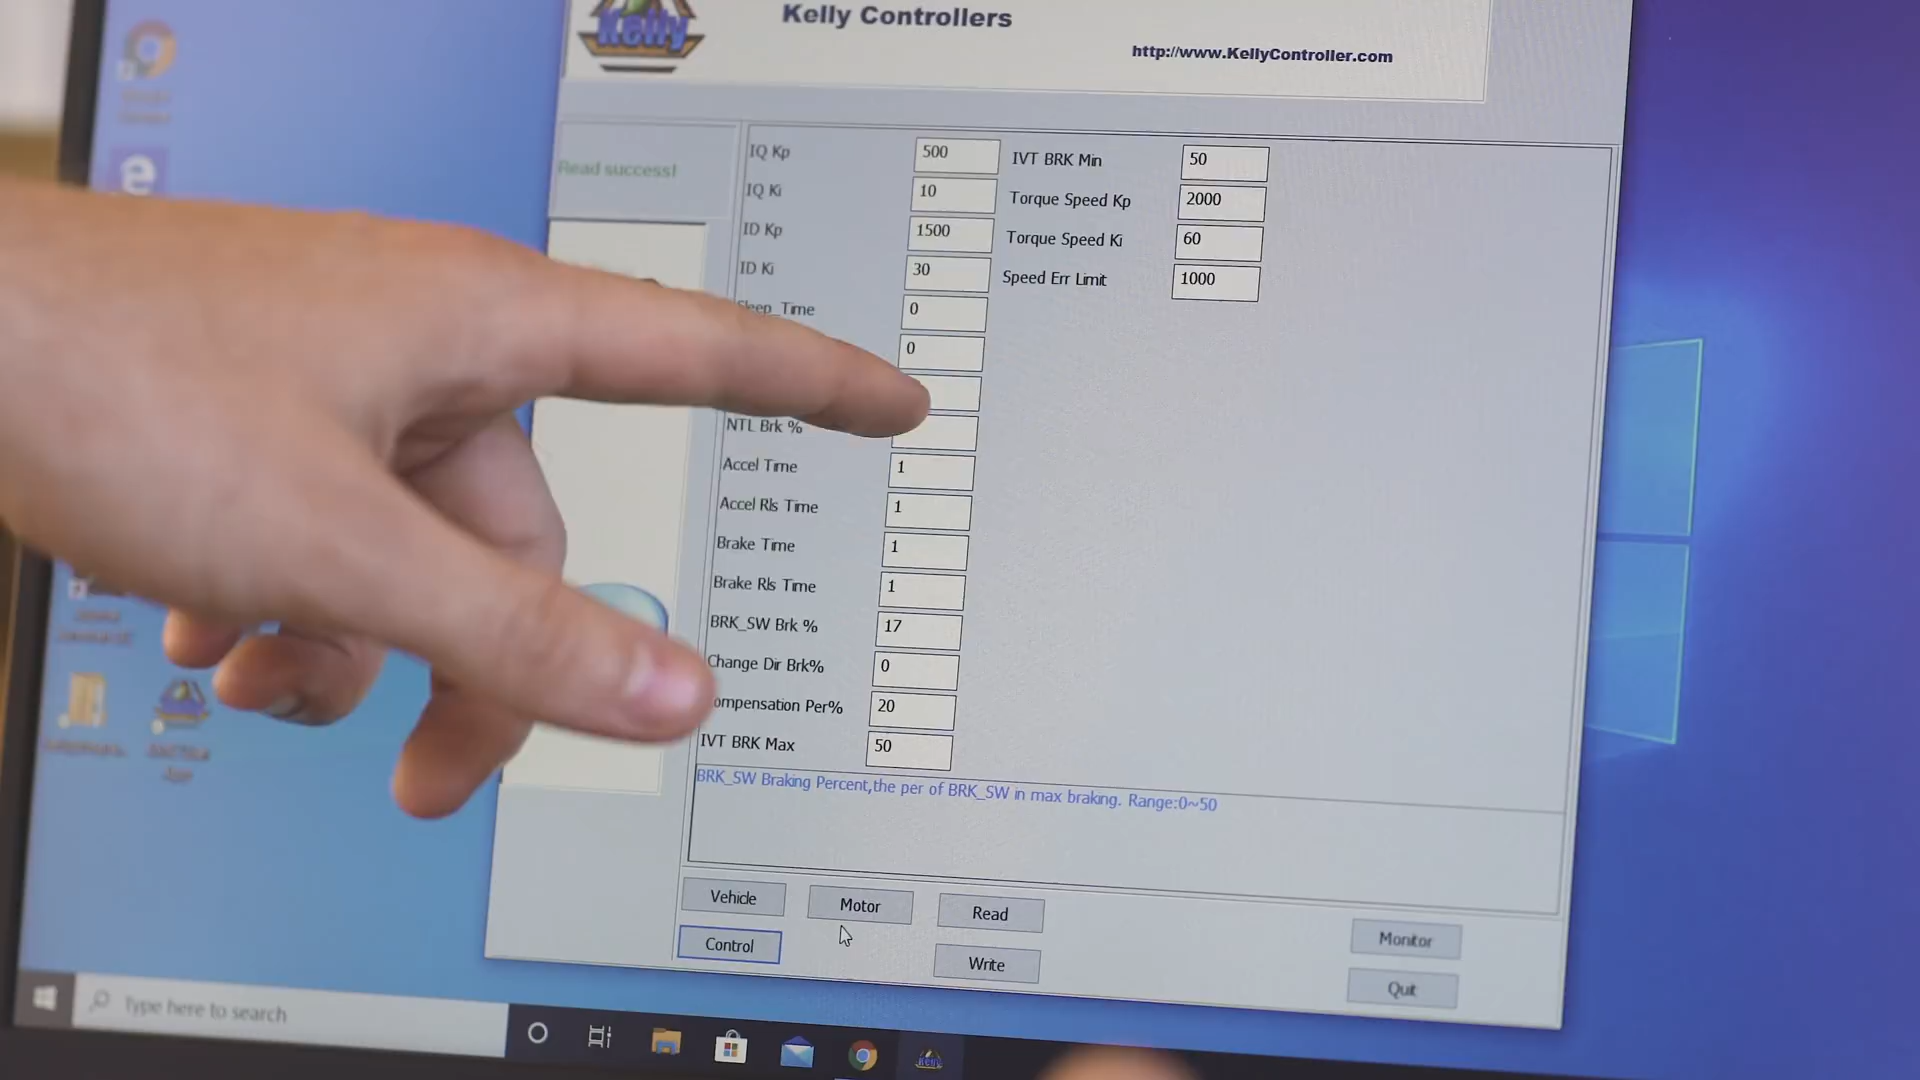 Kelly
Kelly Controllers
http://www.KellyController.com
Read success!
IQ Kp 500 IVT BRK Min 50
IQ Ki 10 Torque Speed Kp 2000
ID Kp 1500 Torque Speed Ki 60
ID Ki 30 Speed Err Limit 1000
Time 0
0
NTL Brk %
Accel Time 1
Accel Rls Time 1
Brake Time 1
Brake Rls Time 1
BRK_SW Brk % 17
Change Dir Brk% 0
ompensation Per% 20
IVT BRK Max 50
BRK_SW Braking Percent,the per of BRK_SW in max braking. Range:0~50
Vehicle Motor Read
Control Write
Monitor
Quit
Type here to search